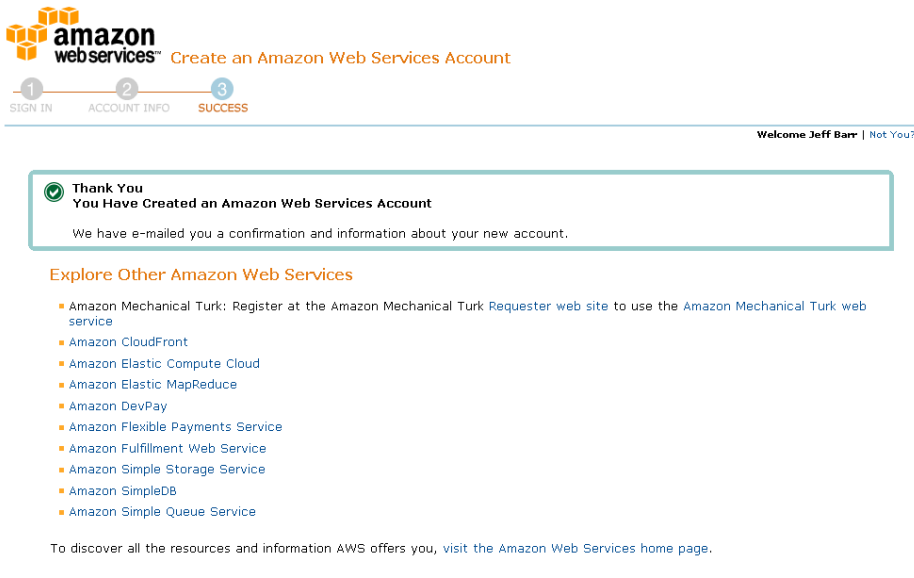 amazon
webservices™ Create an Amazon Web Services Account
1 2 3
SIGN IN ACCOUNT INFO SUCCESS
Welcome Jeff Barr | Not You?
Thank You
You Have Created an Amazon Web Services Account
We have e-mailed you a confirmation and information about your new account.
Explore Other Amazon Web Services
Amazon Mechanical Turk: Register at the Amazon Mechanical Turk Requester web site to use the Amazon Mechanical Turk web
service
Amazon CloudFront
Amazon Elastic Compute Cloud
Amazon Elastic MapReduce
Amazon DevPay
Amazon Flexible Payments Service
Amazon Fulfillment Web Service
Amazon Simple Storage Service
Amazon SimpleDB
Amazon Simple Queue Service
To discover all the resources and information AWS offers you, visit the Amazon Web Services home page.